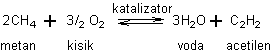 katalizator
2CH₄ + 3/₂ O₂ ⟶ 3H₂O + C₂H₂
metan kisik voda acetilen